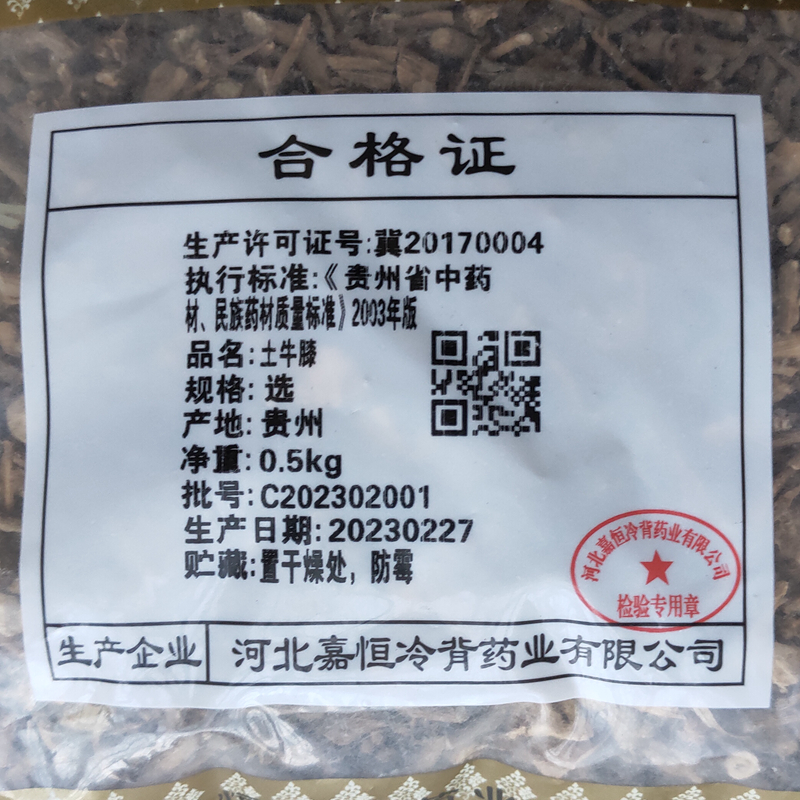 合格证
生产许可证号:冀20170004
执行标准:《贵州省中药
材、民族药材质量标准》2003年版
品名:土牛膝
规格:选
产地:贵州
净重:0.5kg
批号:C202302001
生产日期:20230227
贮藏:置干燥处，防霉
河北嘉恒冷背药业有限公司
检验专用章
生产企业 河北嘉恒冷背药业有限公司